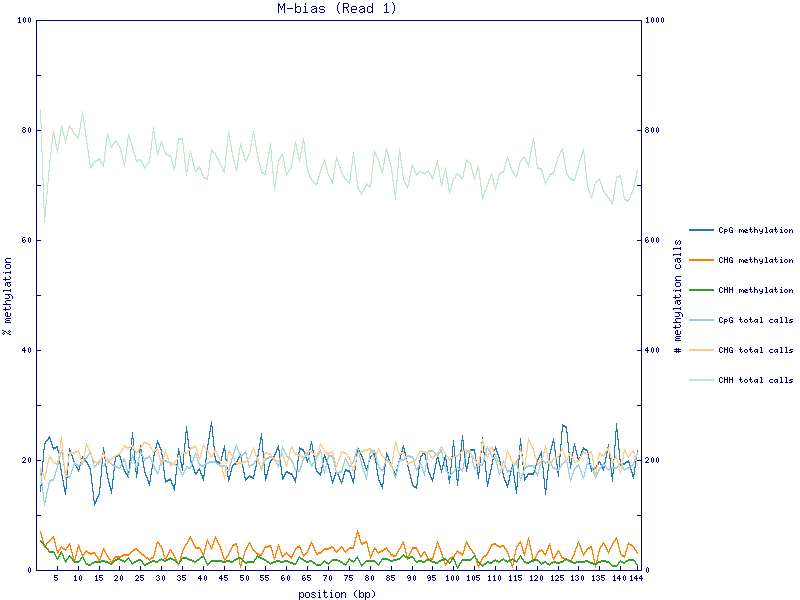 M-bias (Read 1)
100
80
60
40
20
0
% methylation
1000
800
600
400
200
0
# methylation calls
5 10 15 20 25 30 35 40 45 50 55 60 65 70 75 80 85 90 95 100 105 110 115 120 125 130 135 140 144
position (bp)
CpG methylation
CHG methylation
CHH methylation
CpG total calls
CHG total calls
CHH total calls